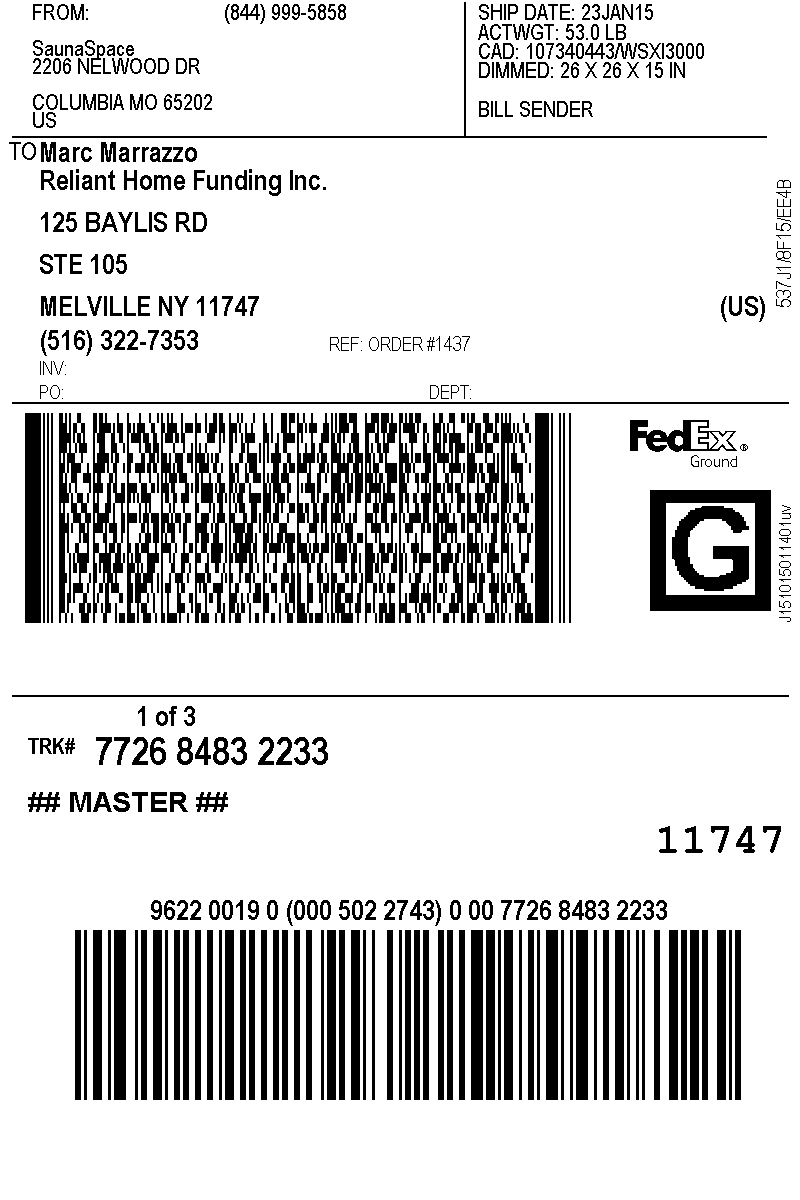 FROM: (844) 999-5858
SaunaSpace
2206 NELWOOD DR
COLUMBIA MO 65202
US
SHIP DATE: 23JAN15
ACTWGT: 53.0 LB
CAD: 107340443/WSXI3000
DIMMED: 26 X 26 X 15 IN
BILL SENDER
TO Marc Marrazzo
Reliant Home Funding Inc.
125 BAYLIS RD
STE 105
MELVILLE NY 11747 (US)
(516) 322-7353 REF: ORDER #1437
INV:
PO: DEPT:
537J1/8F15/EE4B
FedEx®
Ground
G
J151015011401uv
1 of 3
TRK# 7726 8483 2233
## MASTER ##
11747
9622 0019 0 (000 502 2743) 0 00 7726 8483 2233